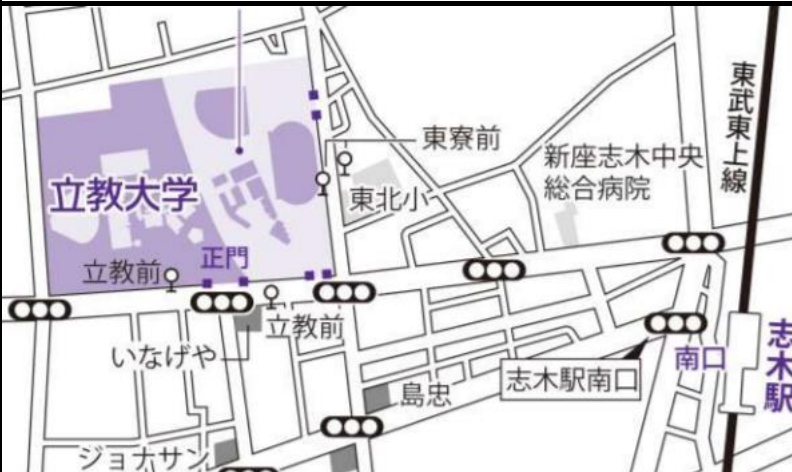 東武東上線
東寮前
新座志木中央
総合病院
立教大学
東北小
正門
立教前
立教前
いなげや
志木駅南口
南口
志木駅
島忠
ジョナサン